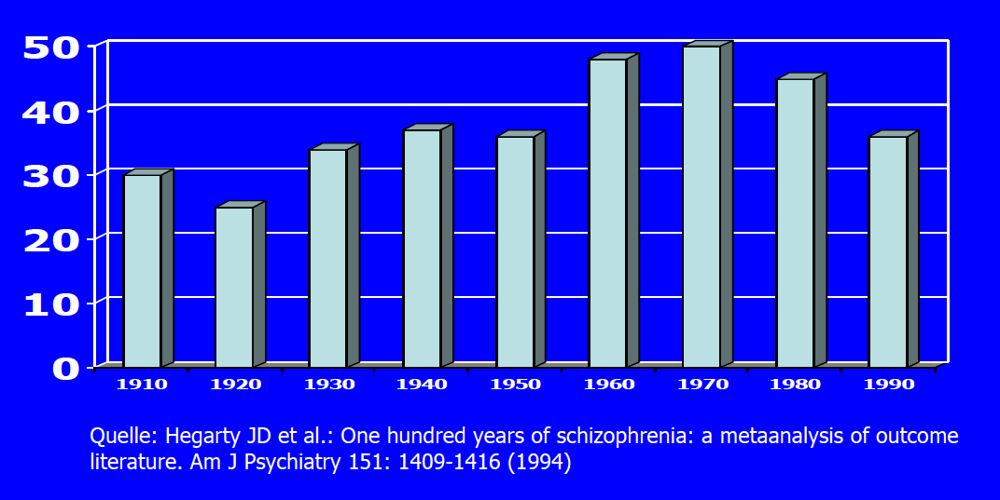 50
40
30
20
10
0
1910 1920 1930 1940 1950 1960 1970 1980 1990
Quelle: Hegarty JD et al.: One hundred years of schizophrenia: a metaanalysis of outcome
literature. Am J Psychiatry 151: 1409-1416 (1994)